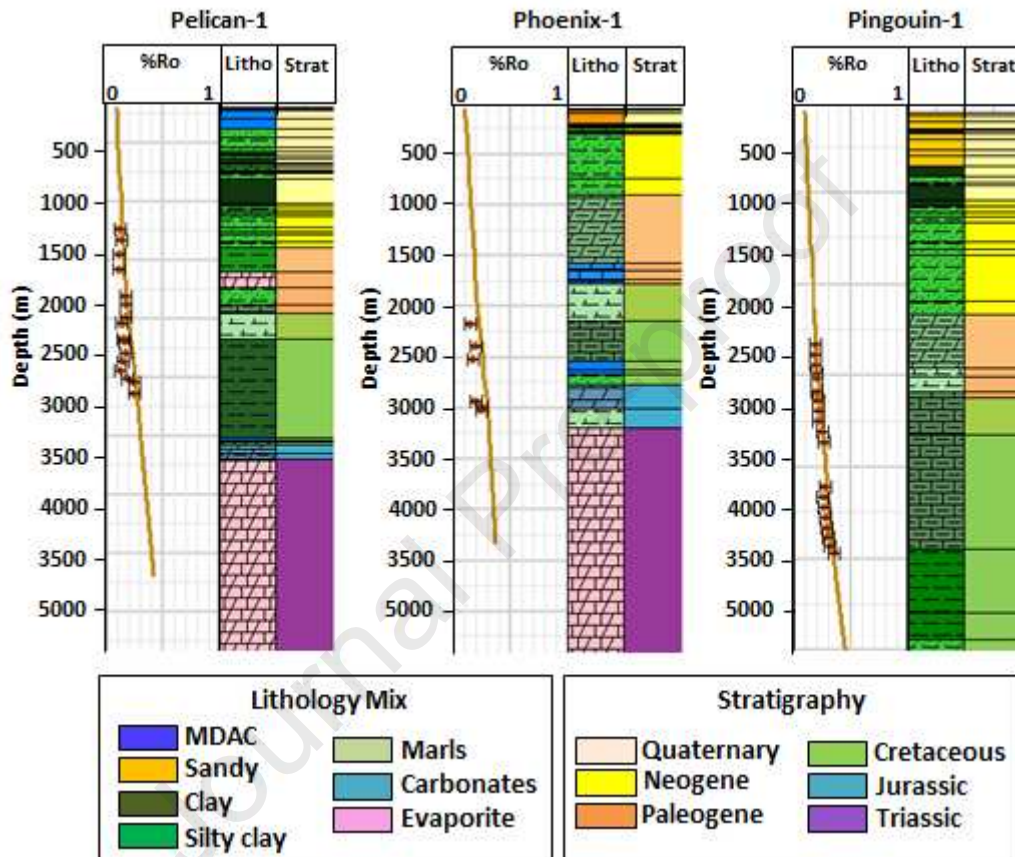 Pelican-1
%Ro
Litho
Strat
0
1
Depth (m)
500
1000
1500
2000
2500
3000
3500
4000
3500
5000
Phoenix-1
%Ro
Litho
Strat
0
1
Depth (m)
500
1000
1500
2000
2500
3000
3500
4000
3500
5000
Pingouin-1
%Ro
Litho
Strat
0
1
Depth (m)
500
1000
1500
2000
2500
3000
3500
4000
3500
5000
Journal Pre-proof
Lithology Mix
MDAC
Sandy
Clay
Silty clay
Marls
Carbonates
Evaporite
Stratigraphy
Quaternary
Neogene
Paleogene
Cretaceous
Jurassic
Triassic